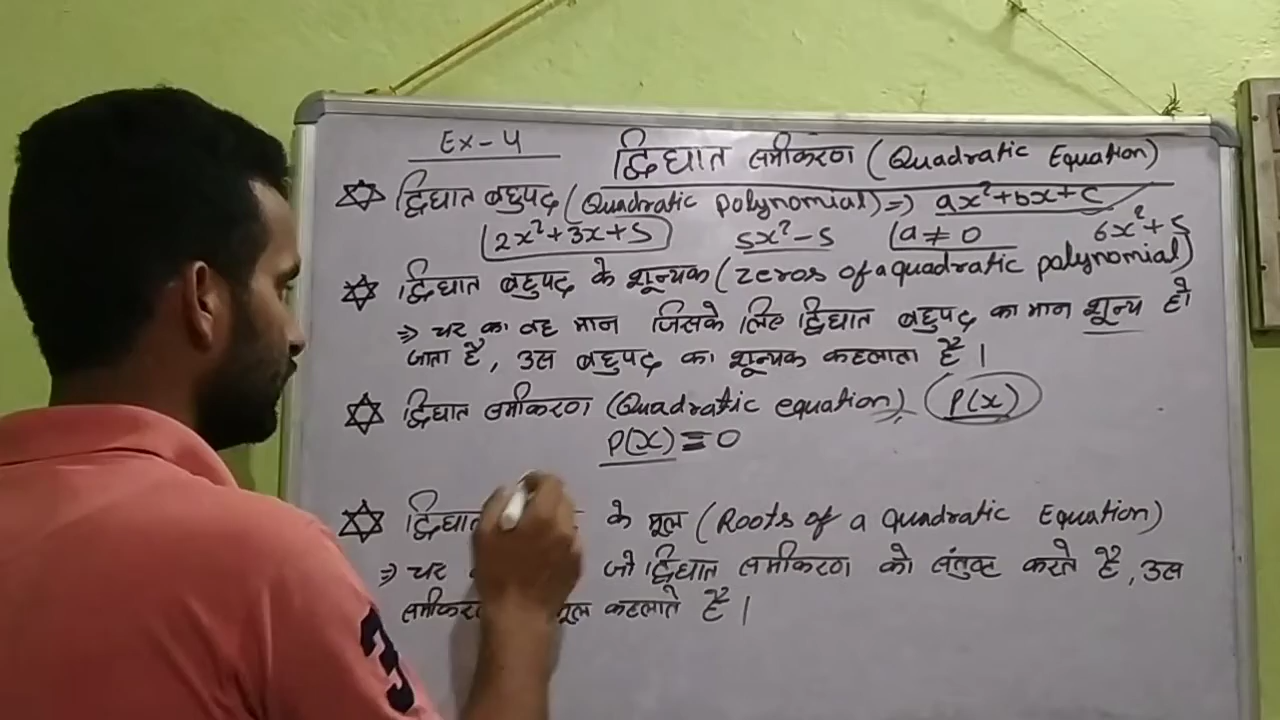 Ex-4
द्विघात समीकरण (Quadratic Equation)
द्विघात बहुपद (Quadratic polynomial) ⇒ ax²+bx+c
2x²+3x+5 5x²-5 (a≠0 6x²+5
द्विघात बहुपद के शून्यक (zeros of a quadratic polynomial)
⇒ चर का वह मान जिसके लिए द्विघात बहुपद का मान शून्य हो
जाता है, उस बहुपद का शून्यक कहलाता है।
द्विघात समीकरण (Quadratic equation), P(x)
P(x) = 0
द्विघात के मूल (Roots of a Quadratic Equation)
⇒ चर जो द्विघात समीकरण को संतुष्ट करते है, उस
मूल कहलाते है।
3